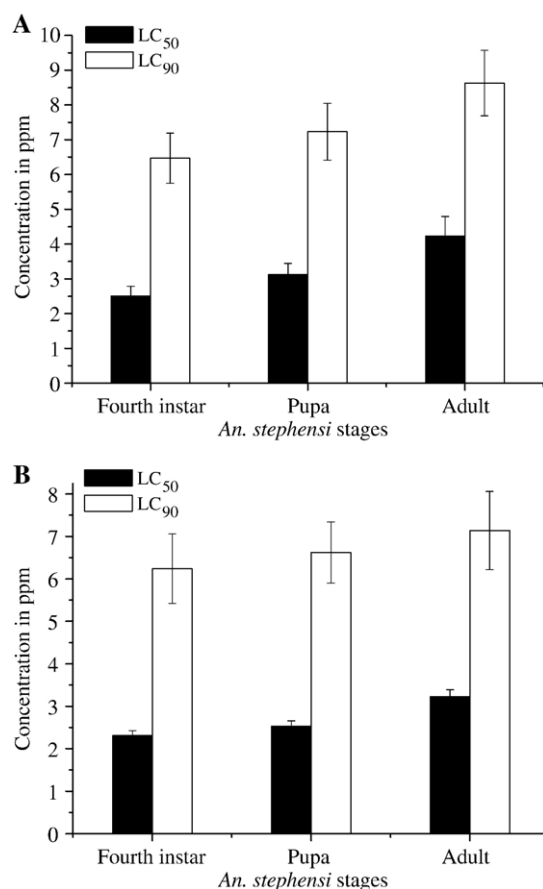 A
LC50
LC90
10
9
8
7
6
5
4
3
2
1
0
Concentration in ppm
Fourth instar Pupa Adult
An. stephensi stages
B
LC50
LC90
8
7
6
5
4
3
2
1
0
Concentration in ppm
Fourth instar Pupa Adult
An. stephensi stages